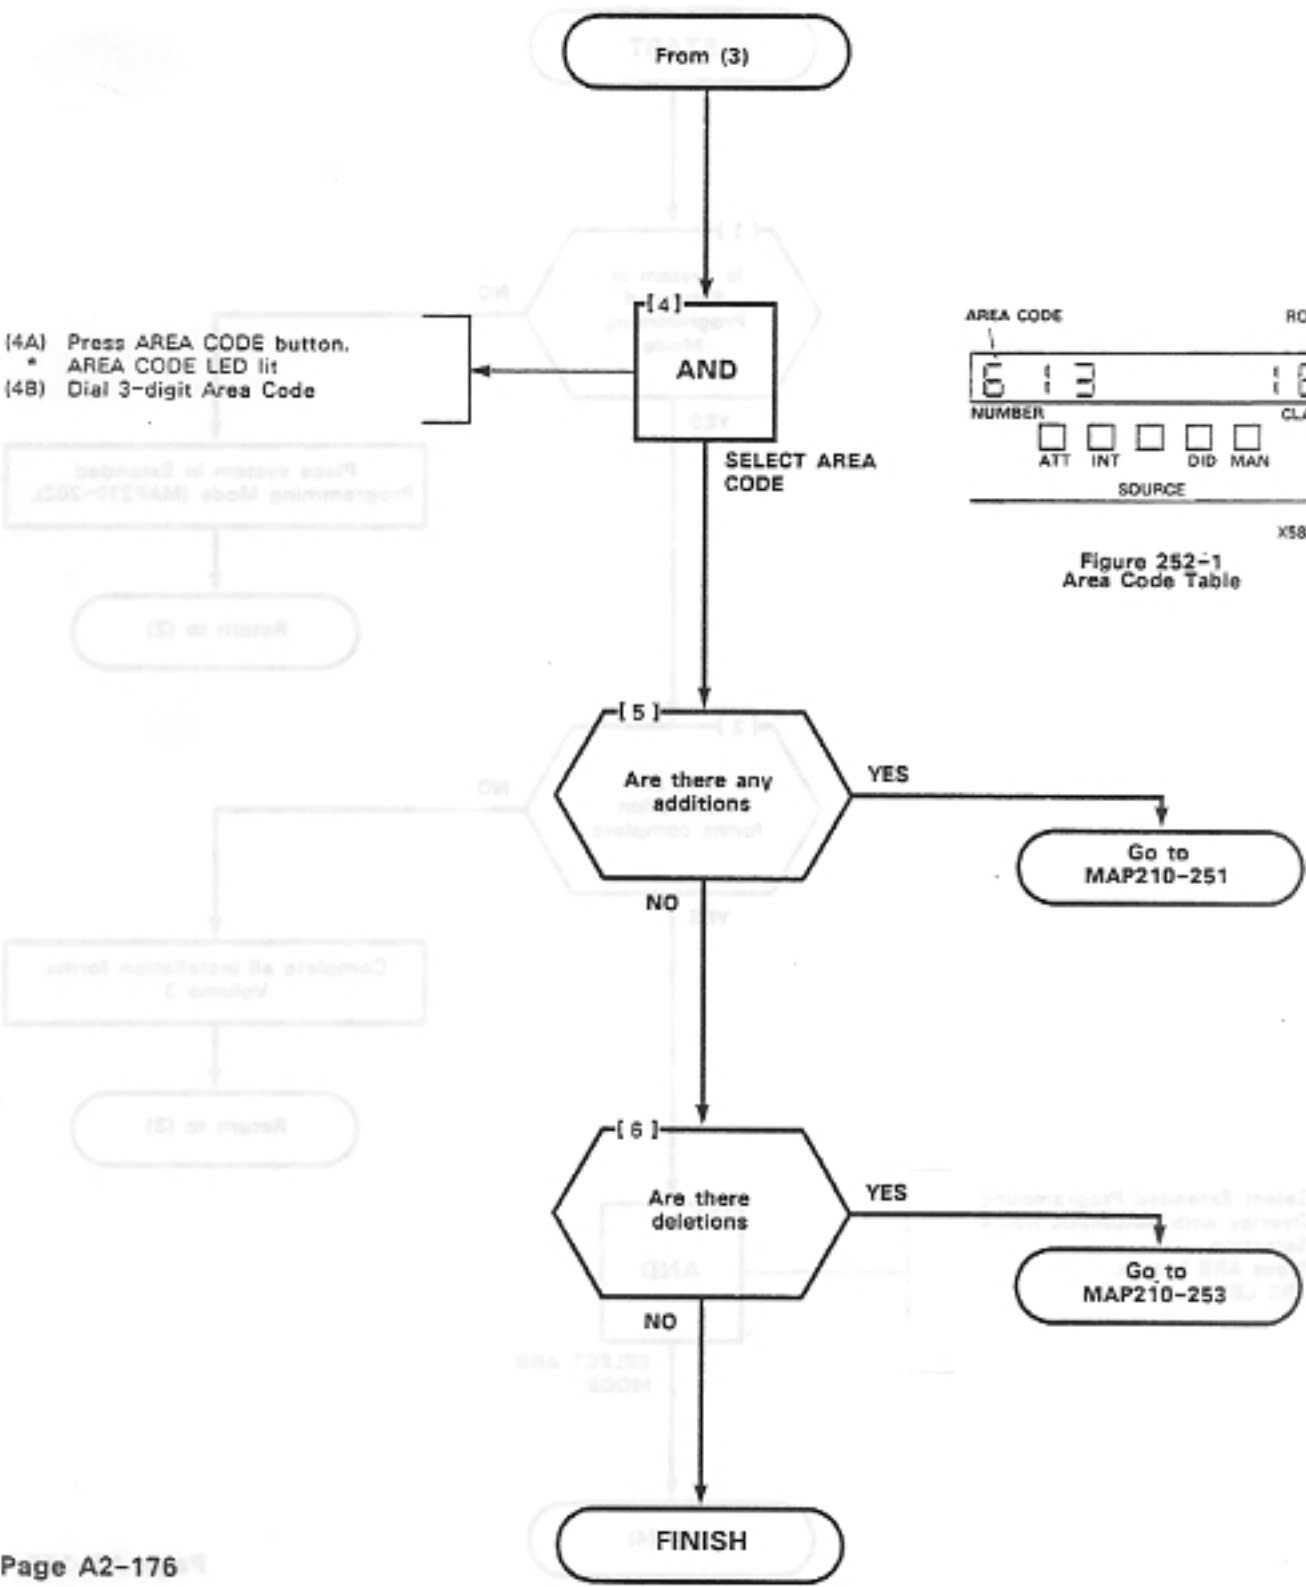 From (3)
[4]
AND
(4A) Press AREA CODE button.
* AREA CODE LED lit
(4B) Dial 3-digit Area Code
SELECT AREA
CODE
AREA CODE
613
NUMBER
ATT INT DID MAN
SOURCE
X58
Figure 252-1
Area Code Table
[5]
Are there any
additions
YES
Go to
MAP210-251
NO
[6]
Are there
deletions
YES
Go to
MAP210-253
NO
FINISH
Page A2-176